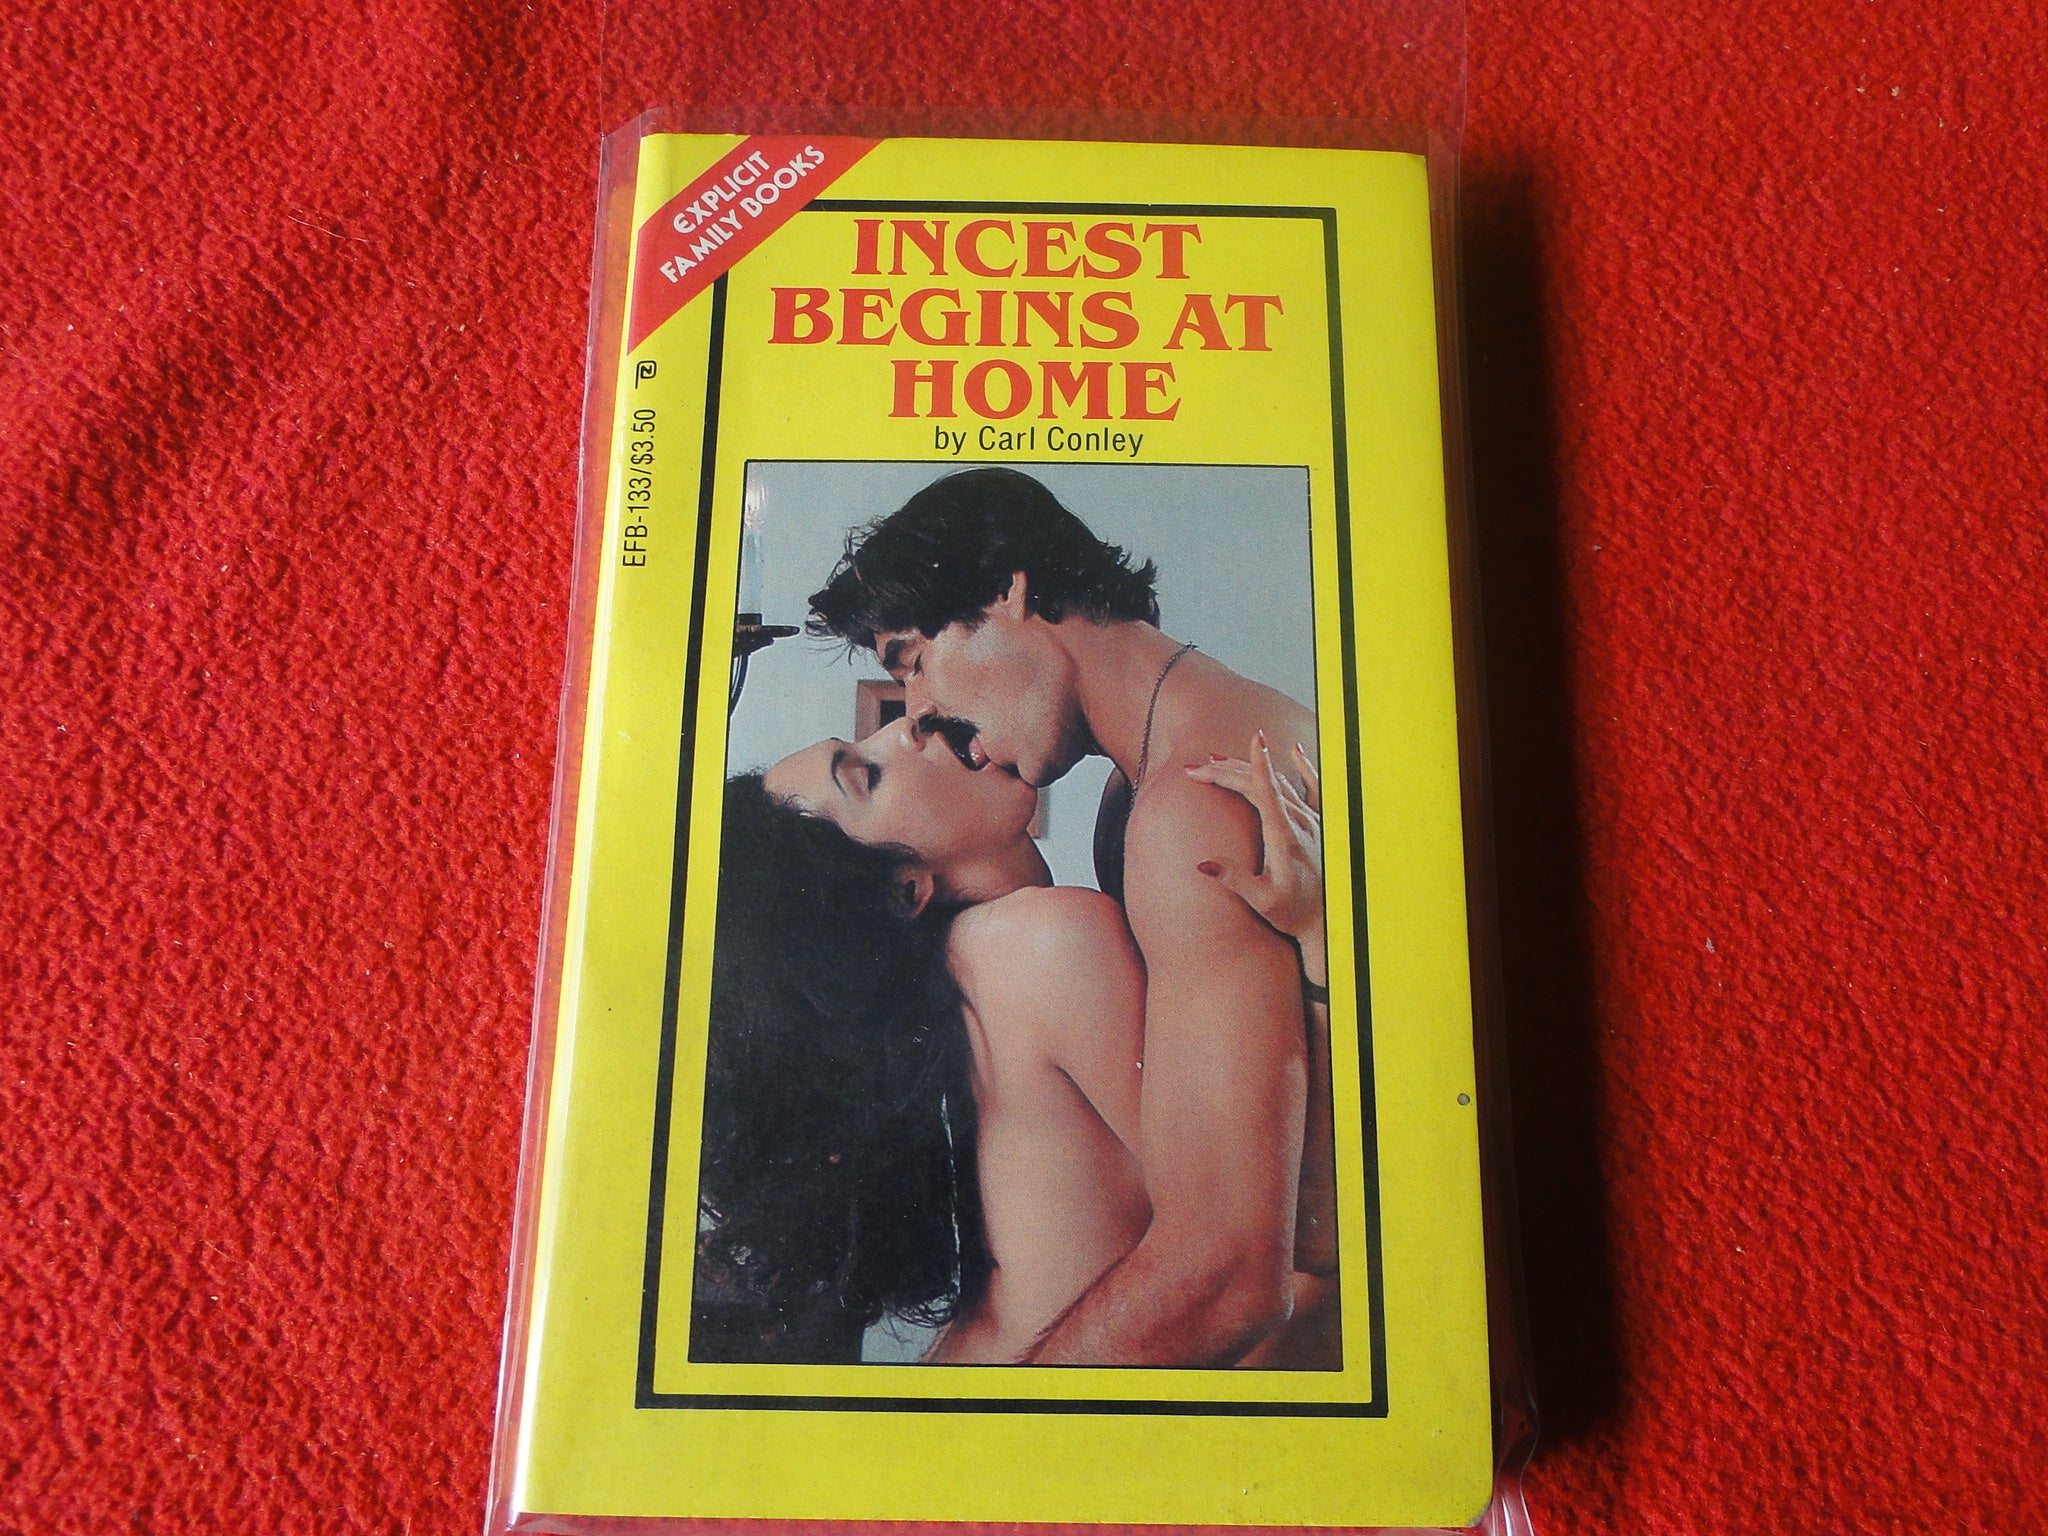 EXPLICIT
FAMILY BOOKS
INCEST
BEGINS AT
HOME
by Carl Conley
EFB-133/$3.50